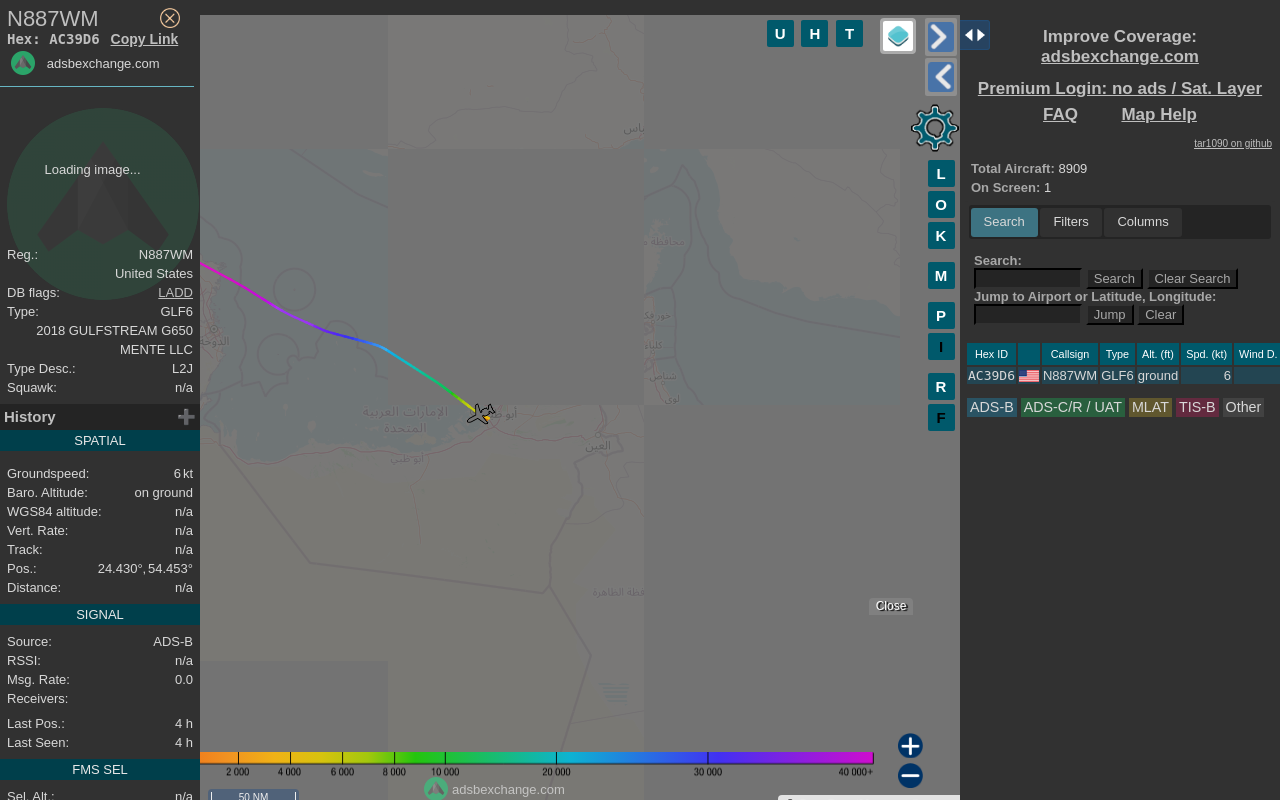 N887WM
Hex: AC39D6 Copy Link
adsbexchange.com
Loading image...
Reg.: N887WM
United States
DB flags: LADD
Type: GLF6
2018 GULFSTREAM G650
MENTE LLC
Type Desc.: L2J
Squawk: n/a
History
SPATIAL
Groundspeed: 6 kt
Baro. Altitude: on ground
WGS84 altitude: n/a
Vert. Rate: n/a
Track: n/a
Pos.: 24.430°, 54.453°
Distance: n/a
SIGNAL
Source: ADS-B
RSSI: n/a
Msg. Rate: 0.0
Receivers:
Last Pos.: 4 h
Last Seen: 4 h
FMS SEL
Sel. Alt.: n/a
U H T
L
O
K
M
P
I
R
F
الدوحة
الإمارات العربية
المتحدة
أبو ظبي
العين
شناص
لوى
Close
2 000 4 000 6 000 8 000 10 000 20 000 30 000 40 000+
adsbexchange.com
50 NM
Improve Coverage:
adsbexchange.com
Premium Login: no ads / Sat. Layer
FAQ Map Help
tar1090 on github
Total Aircraft: 8909
On Screen: 1
Search Filters Columns
Search:
Search Clear Search
Jump to Airport or Latitude, Longitude:
Jump Clear
Hex ID Callsign Type Alt. (ft) Spd. (kt) Wind D.
AC39D6 N887WM GLF6 ground 6
ADS-B ADS-C/R / UAT MLAT TIS-B Other